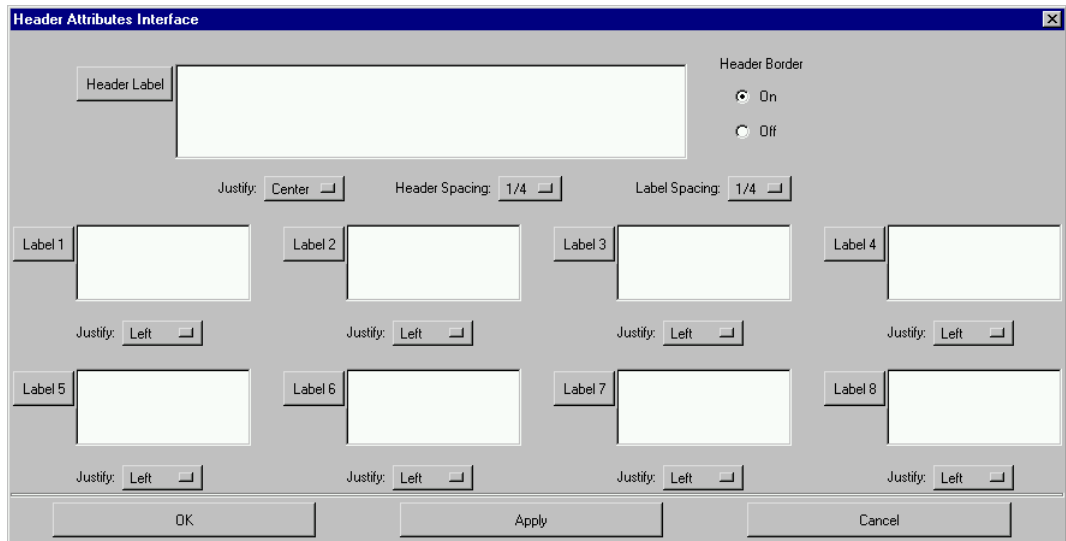 Header Attributes Interface
Header Label
Header Border
On
Off
Justify: Center Header Spacing: 1/4 Label Spacing: 1/4
Label 1 Label 2 Label 3 Label 4
Justify: Left Justify: Left Justify: Left Justify: Left
Label 5 Label 6 Label 7 Label 8
Justify: Left Justify: Left Justify: Left Justify: Left
OK Apply Cancel